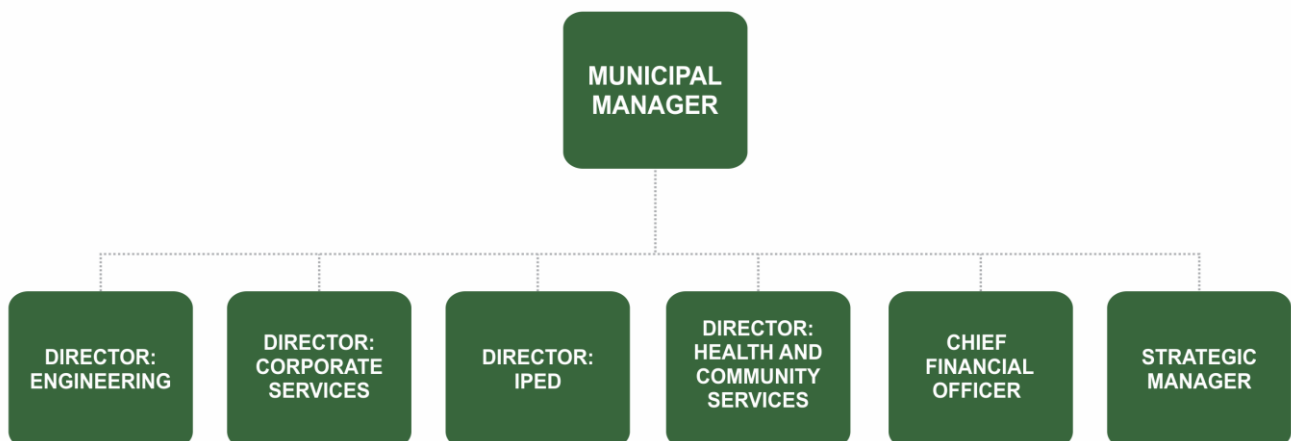 MUNICIPAL
MANAGER
DIRECTOR:
ENGINEERING
DIRECTOR:
CORPORATE
SERVICES
DIRECTOR:
IPED
DIRECTOR:
HEALTH AND
COMMUNITY
SERVICES
CHIEF
FINANCIAL
OFFICER
STRATEGIC
MANAGER